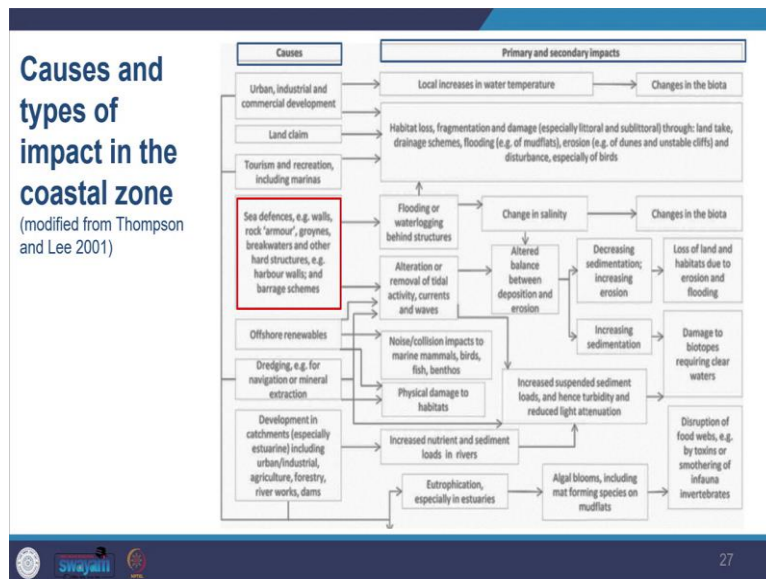 Causes and
types of
impact in the
coastal zone
(modified from Thompson
and Lee 2001)
Causes
Primary and secondary impacts
Urban, industrial and
commercial development
Local increases in water temperature
Changes in the biota
Land claim
Habitat loss, fragmentation and damage (especially littoral and sublittoral) through: land take,
drainage schemes, flooding (e.g. of mudflats), erosion (e.g. of dunes and unstable cliffs) and
disturbance, especially of birds
Tourism and recreation,
including marinas
Sea defences, e.g. walls,
rock 'armour', groynes,
breakwaters and other
hard structures, e.g.
harbour walls; and
barrage schemes
Flooding or
waterlogging
behind structures
Change in salinity
Changes in the biota
Alteration or
removal of tidal
activity, currents
and waves
Altered
balance
between
deposition and
erosion
Decreasing
sedimentation;
increasing
erosion
Loss of land and
habitats due to
erosion and
flooding
Increasing
sedimentation
Damage to
biotopes
requiring clear
waters
Offshore renewables
Noise/collision impacts to
marine mammals, birds,
fish, benthos
Dredging, e.g. for
navigation or mineral
extraction
Physical damage to
habitats
Increased suspended sediment
loads, and hence turbidity and
reduced light attenuation
Development in
catchments (especially
estuarine) including
urban/industrial,
agriculture, forestry,
river works, dams
Increased nutrient and sediment
loads in rivers
Eutrophication,
especially in estuaries
Algal blooms, including
mat forming species on
mudflats
Disruption of
food webs, e.g.
by toxins or
smothering of
infauna
invertebrates
swayam
27